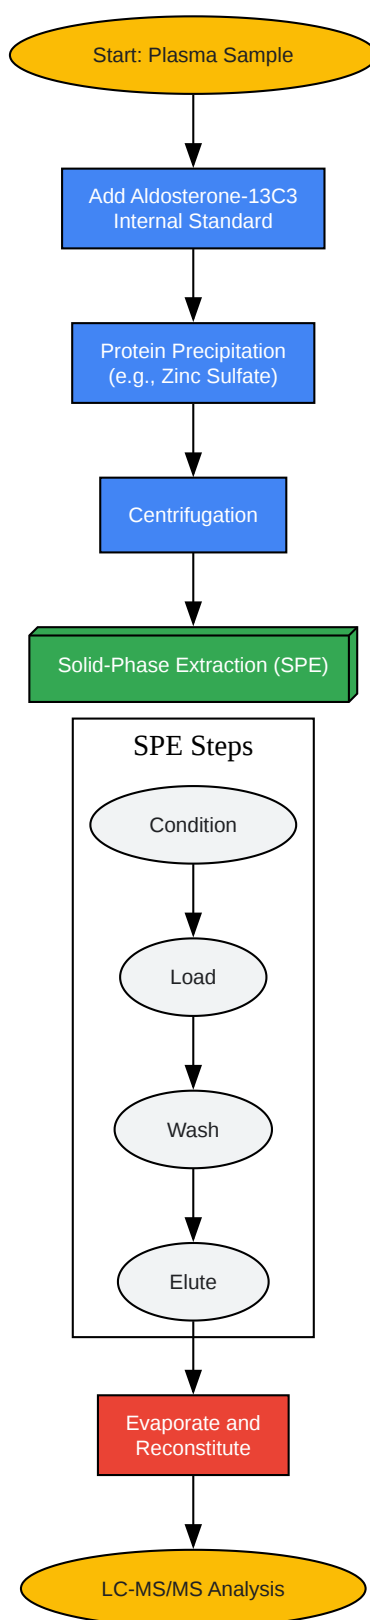 Start: Plasma Sample
Add Aldosterone-13C3
Internal Standard
Protein Precipitation
(e.g., Zinc Sulfate)
Centrifugation
Solid-Phase Extraction (SPE)
SPE Steps
Condition
Load
Wash
Elute
Evaporate and
Reconstitute
LC-MS/MS Analysis